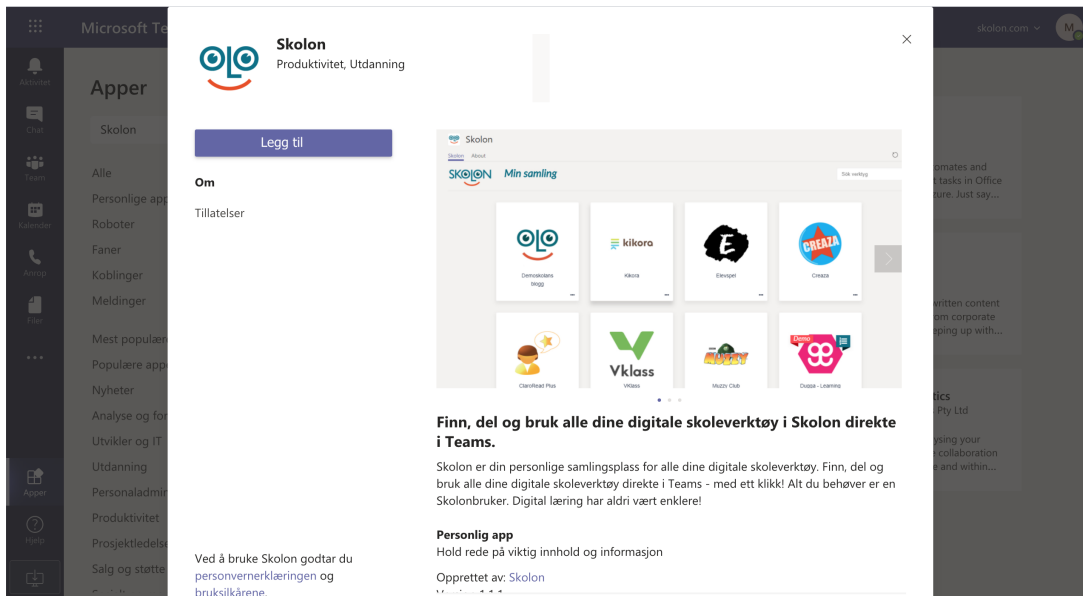 Microsoft Te
skolon.com
M
Aktivitet
Chat
Team
Kalender
Anrop
Filer
Apper
Hjelp
Apper
Skolon
Alle
Personlige app
Roboter
Faner
Koblinger
Meldinger
Mest populær
Populære app
Nyheter
Analyse og for
Utvikler og IT
Utdanning
Personaladmin
Produktivitet
Prosjektledelse
Salg og støtte
Skolon
Produktivitet, Utdanning
Legg til
Om
Tillatelser
Ved å bruke Skolon godtar du
personvernerklæringen og
bruksilkårene.
Skolon
Skolon About
SKOLON Min samling
Sök verktyg
Demoskolans
blogg
kikora
Kikora
E
Elevspel
CREAZA
Creaza
ClaroRead Plus
Vklass
Vklass
MUZZY
Muzzy Club
Demo
Dugga - Learning
Finn, del og bruk alle dine digitale skoleverktøy i Skolon direkte
i Teams.
Skolon er din personlige samlingsplass for alle dine digitale skoleverktøy. Finn, del og
bruk alle dine digitale skoleverktøy direkte i Teams - med ett klikk! Alt du behøver er en
Skolonbruker. Digital læring har aldri vært enklere!
Personlig app
Hold rede på viktig innhold og informasjon
Opprettet av: Skolon
omates and
t tasks in Office
ure. Just say...
written content
om corporate
eping up with...
tics
Pty Ltd
ysing your
collaboration
e and within...